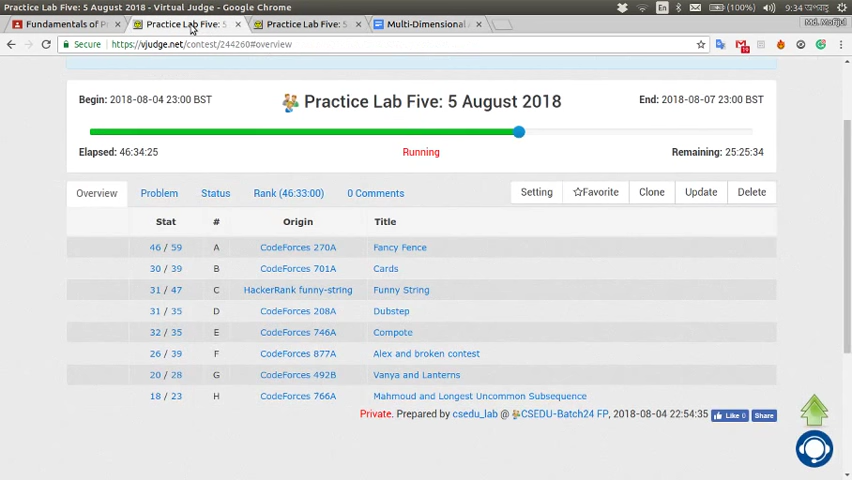 Practice Lab Five: 5 August 2018 - Virtual Judge - Google Chrome
En (100%) 9:34 অপরাহ্ণ
Fundamentals of Pr × Practice Lab Five: 5 × Practice Lab Five: 5 × Multi-Dimensional A × Md. Mofijul
Secure https://vjudge.net/contest/244260#overview
Begin: 2018-08-04 23:00 BST Practice Lab Five: 5 August 2018 End: 2018-08-07 23:00 BST
Elapsed: 46:34:25 Running Remaining: 25:25:34
Overview Problem Status Rank (46:33:00) 0 Comments Setting ☆Favorite Clone Update Delete
Stat # Origin Title
46 / 59 A CodeForces 270A Fancy Fence
30 / 39 B CodeForces 701A Cards
31 / 47 C HackerRank funny-string Funny String
31 / 35 D CodeForces 208A Dubstep
32 / 35 E CodeForces 746A Compote
26 / 39 F CodeForces 877A Alex and broken contest
20 / 28 G CodeForces 492B Vanya and Lanterns
18 / 23 H CodeForces 766A Mahmoud and Longest Uncommon Subsequence
Private. Prepared by csedu_lab @ CSEDU-Batch24 FP, 2018-08-04 22:54:35 Like 0 Share